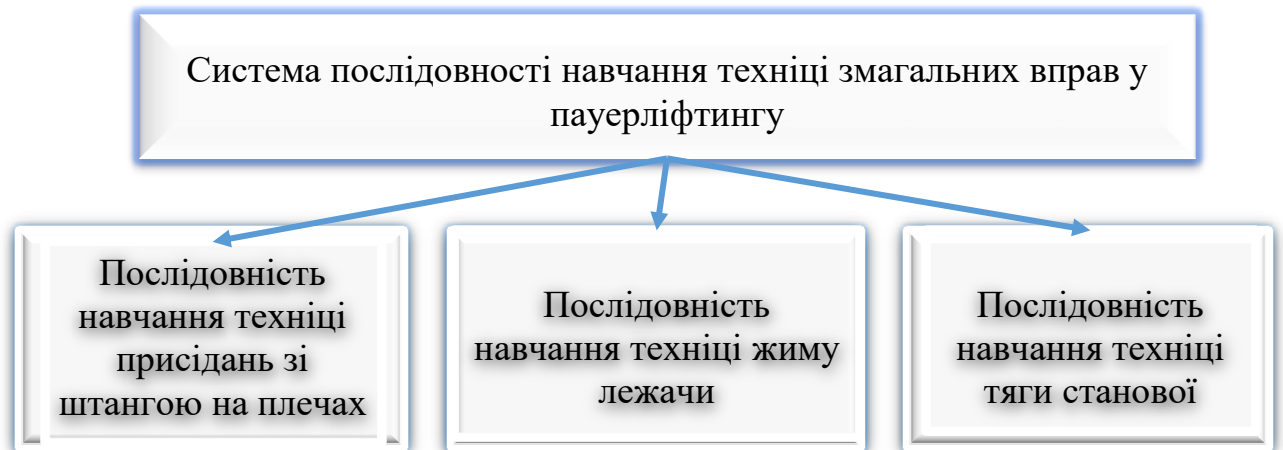 Система послідовності навчання техніці змагальних вправ у
пауерліфтингу
Послідовність
навчання техніці
присідань зі
штангою на плечах
Послідовність
навчання техніці жиму
лежачи
Послідовність
навчання техніці
тяги станової